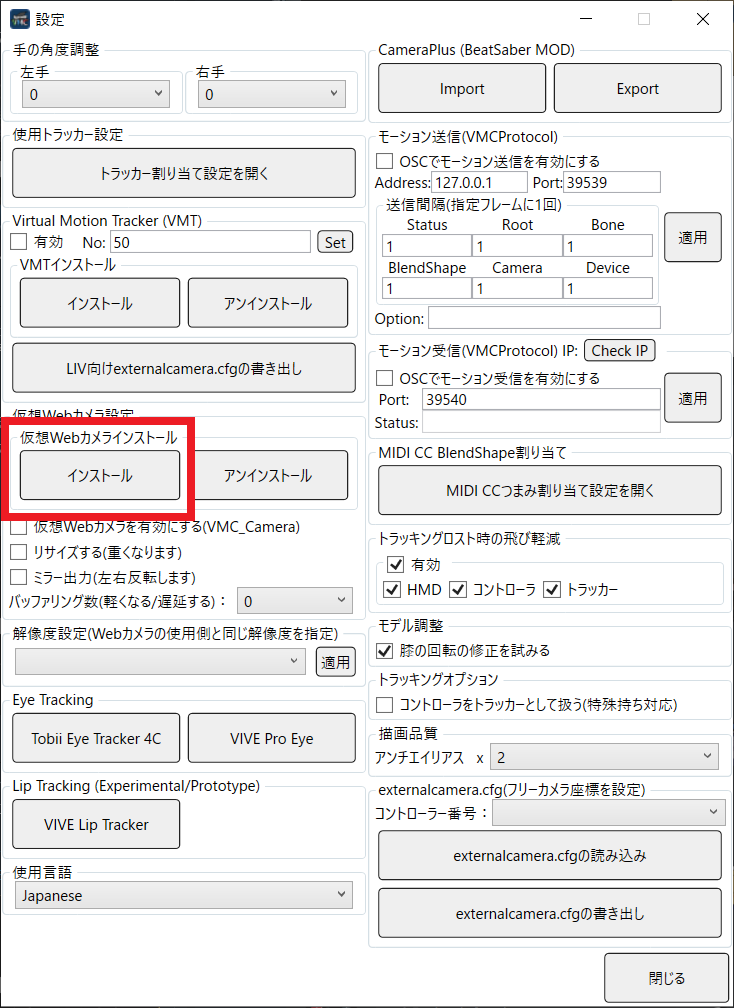 設定
手の角度調整
左手
0
右手
0
使用トラッカー設定
トラッカー割り当て設定を開く
Virtual Motion Tracker (VMT)
有効 No: 50 Set
VMTインストール
インストール
アンインストール
LIV向けexternalcamera.cfgの書き出し
仮想Webカメラ設定
仮想Webカメラインストール
インストール
アンインストール
仮想Webカメラを有効にする(VMC_Camera)
リサイズする(重くなります)
ミラー出力(左右反転します)
バッファリング数(軽くなる/遅延する)： 0
解像度設定(Webカメラの使用側と同じ解像度を指定)
適用
Eye Tracking
Tobii Eye Tracker 4C
VIVE Pro Eye
Lip Tracking (Experimental/Prototype)
VIVE Lip Tracker
使用言語
Japanese
CameraPlus (BeatSaber MOD)
Import
Export
モーション送信(VMCProtocol)
OSCでモーション送信を有効にする
Address: 127.0.0.1 Port: 39539
送信間隔(指定フレームに1回)
Status Root Bone
1 1 1
BlendShape Camera Device
1 1 1
適用
Option:
モーション受信(VMCProtocol) IP: Check IP
OSCでモーション受信を有効にする
Port: 39540
適用
Status:
MIDI CC BlendShape割り当て
MIDI CCつまみ割り当て設定を開く
トラッキングロスト時の飛び軽減
有効
HMD コントローラ トラッカー
モデル調整
膝の回転の修正を試みる
トラッキングオプション
コントローラをトラッカーとして扱う(特殊持ち対応)
描画品質
アンチエイリアス x 2
externalcamera.cfg(フリーカメラ座標を設定)
コントローラー番号：
externalcamera.cfgの読み込み
externalcamera.cfgの書き出し
閉じる